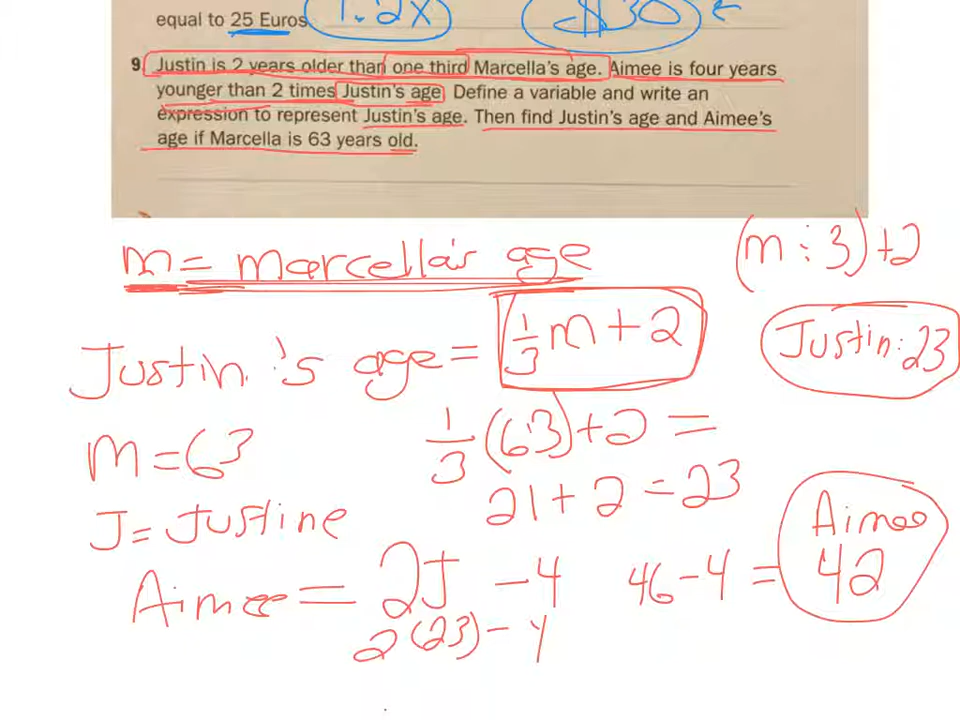 equal to 25 Euros 1.2x $30
9 Justin is 2 years older than one third Marcella's age. Aimee is four years
younger than 2 times Justin's age. Define a variable and write an
expression to represent Justin's age. Then find Justin's age and Aimee's
age if Marcella is 63 years old.
m = marcella's age
(m ÷ 3) + 2
Justin's age = 1/3 m + 2
Justin: 23
m = 63
1/3 (63) + 2 =
21 + 2 = 23
J = Justine
Aimee = 2J - 4
2(23) - 4
46 - 4 =
Aimee
42